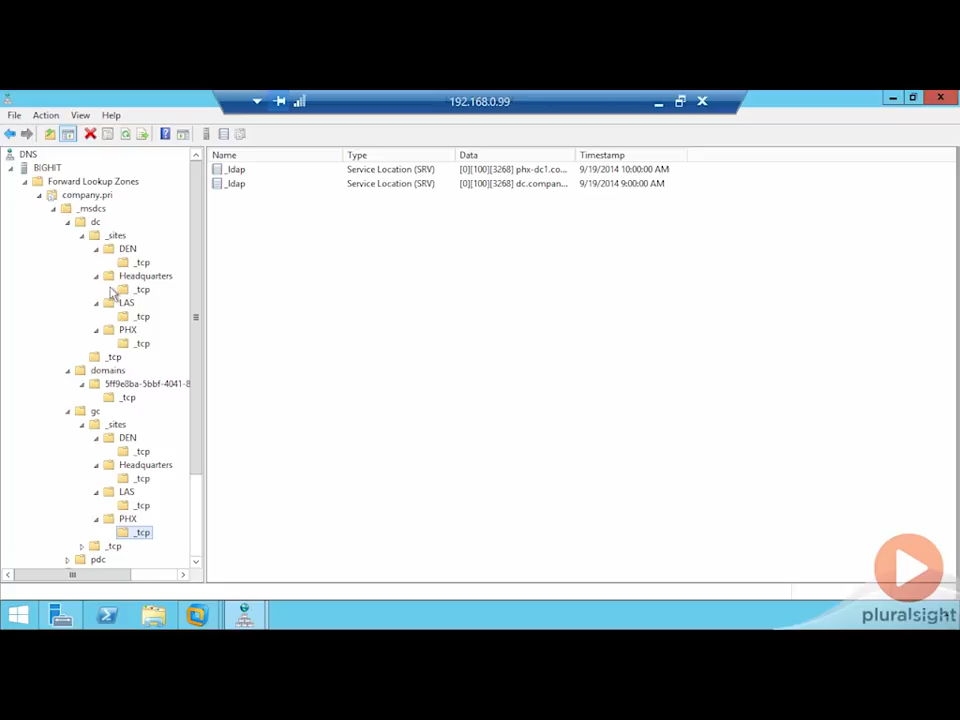 192.168.0.99
File Action View Help
DNS
BIGHIT
Forward Lookup Zones
company.pri
_msdcs
dc
_sites
DEN
_tcp
Headquarters
_tcp
LAS
_tcp
PHX
_tcp
_tcp
domains
5ff9e8ba-5bbf-4041-8
_tcp
gc
_sites
DEN
_tcp
Headquarters
_tcp
LAS
_tcp
PHX
_tcp
_tcp
pdc
Name Type Data Timestamp
_ldap Service Location (SRV) [0][100][3268] phx-dc1.co... 9/19/2014 10:00:00 AM
_ldap Service Location (SRV) [0][100][3268] dc.compan... 9/19/2014 9:00:00 AM
pluralsight